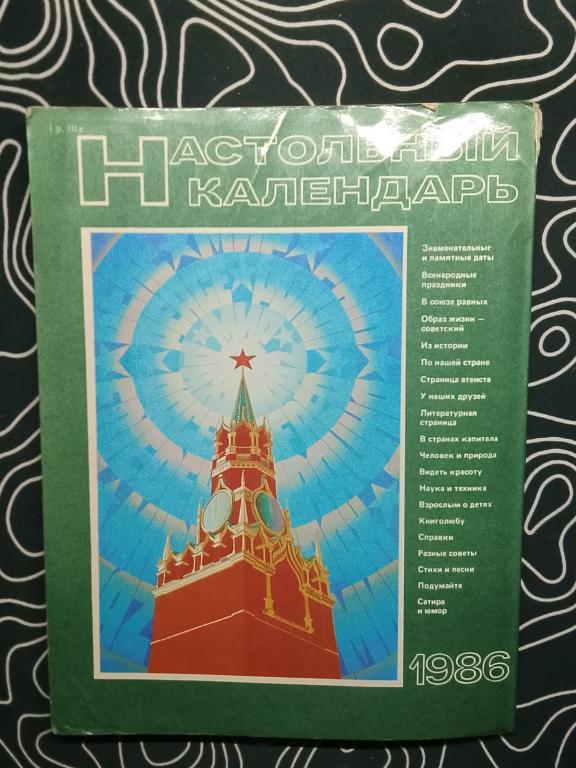 1 р. 10 к.
НАСТОЛЬНЫЙ
КАЛЕНДАРЬ
Знаменательные
и памятные даты
Всенародные
праздники
В союзе равных
Образ жизни —
советский
Из истории
По нашей стране
Страница атеиста
У наших друзей
Литературная
страница
В странах капитала
Человек и природа
Видеть красоту
Наука и техника
Взрослым о детях
Книголюбу
Справки
Разные советы
Стихи и песни
Подумайте
Сатира
и юмор
1986